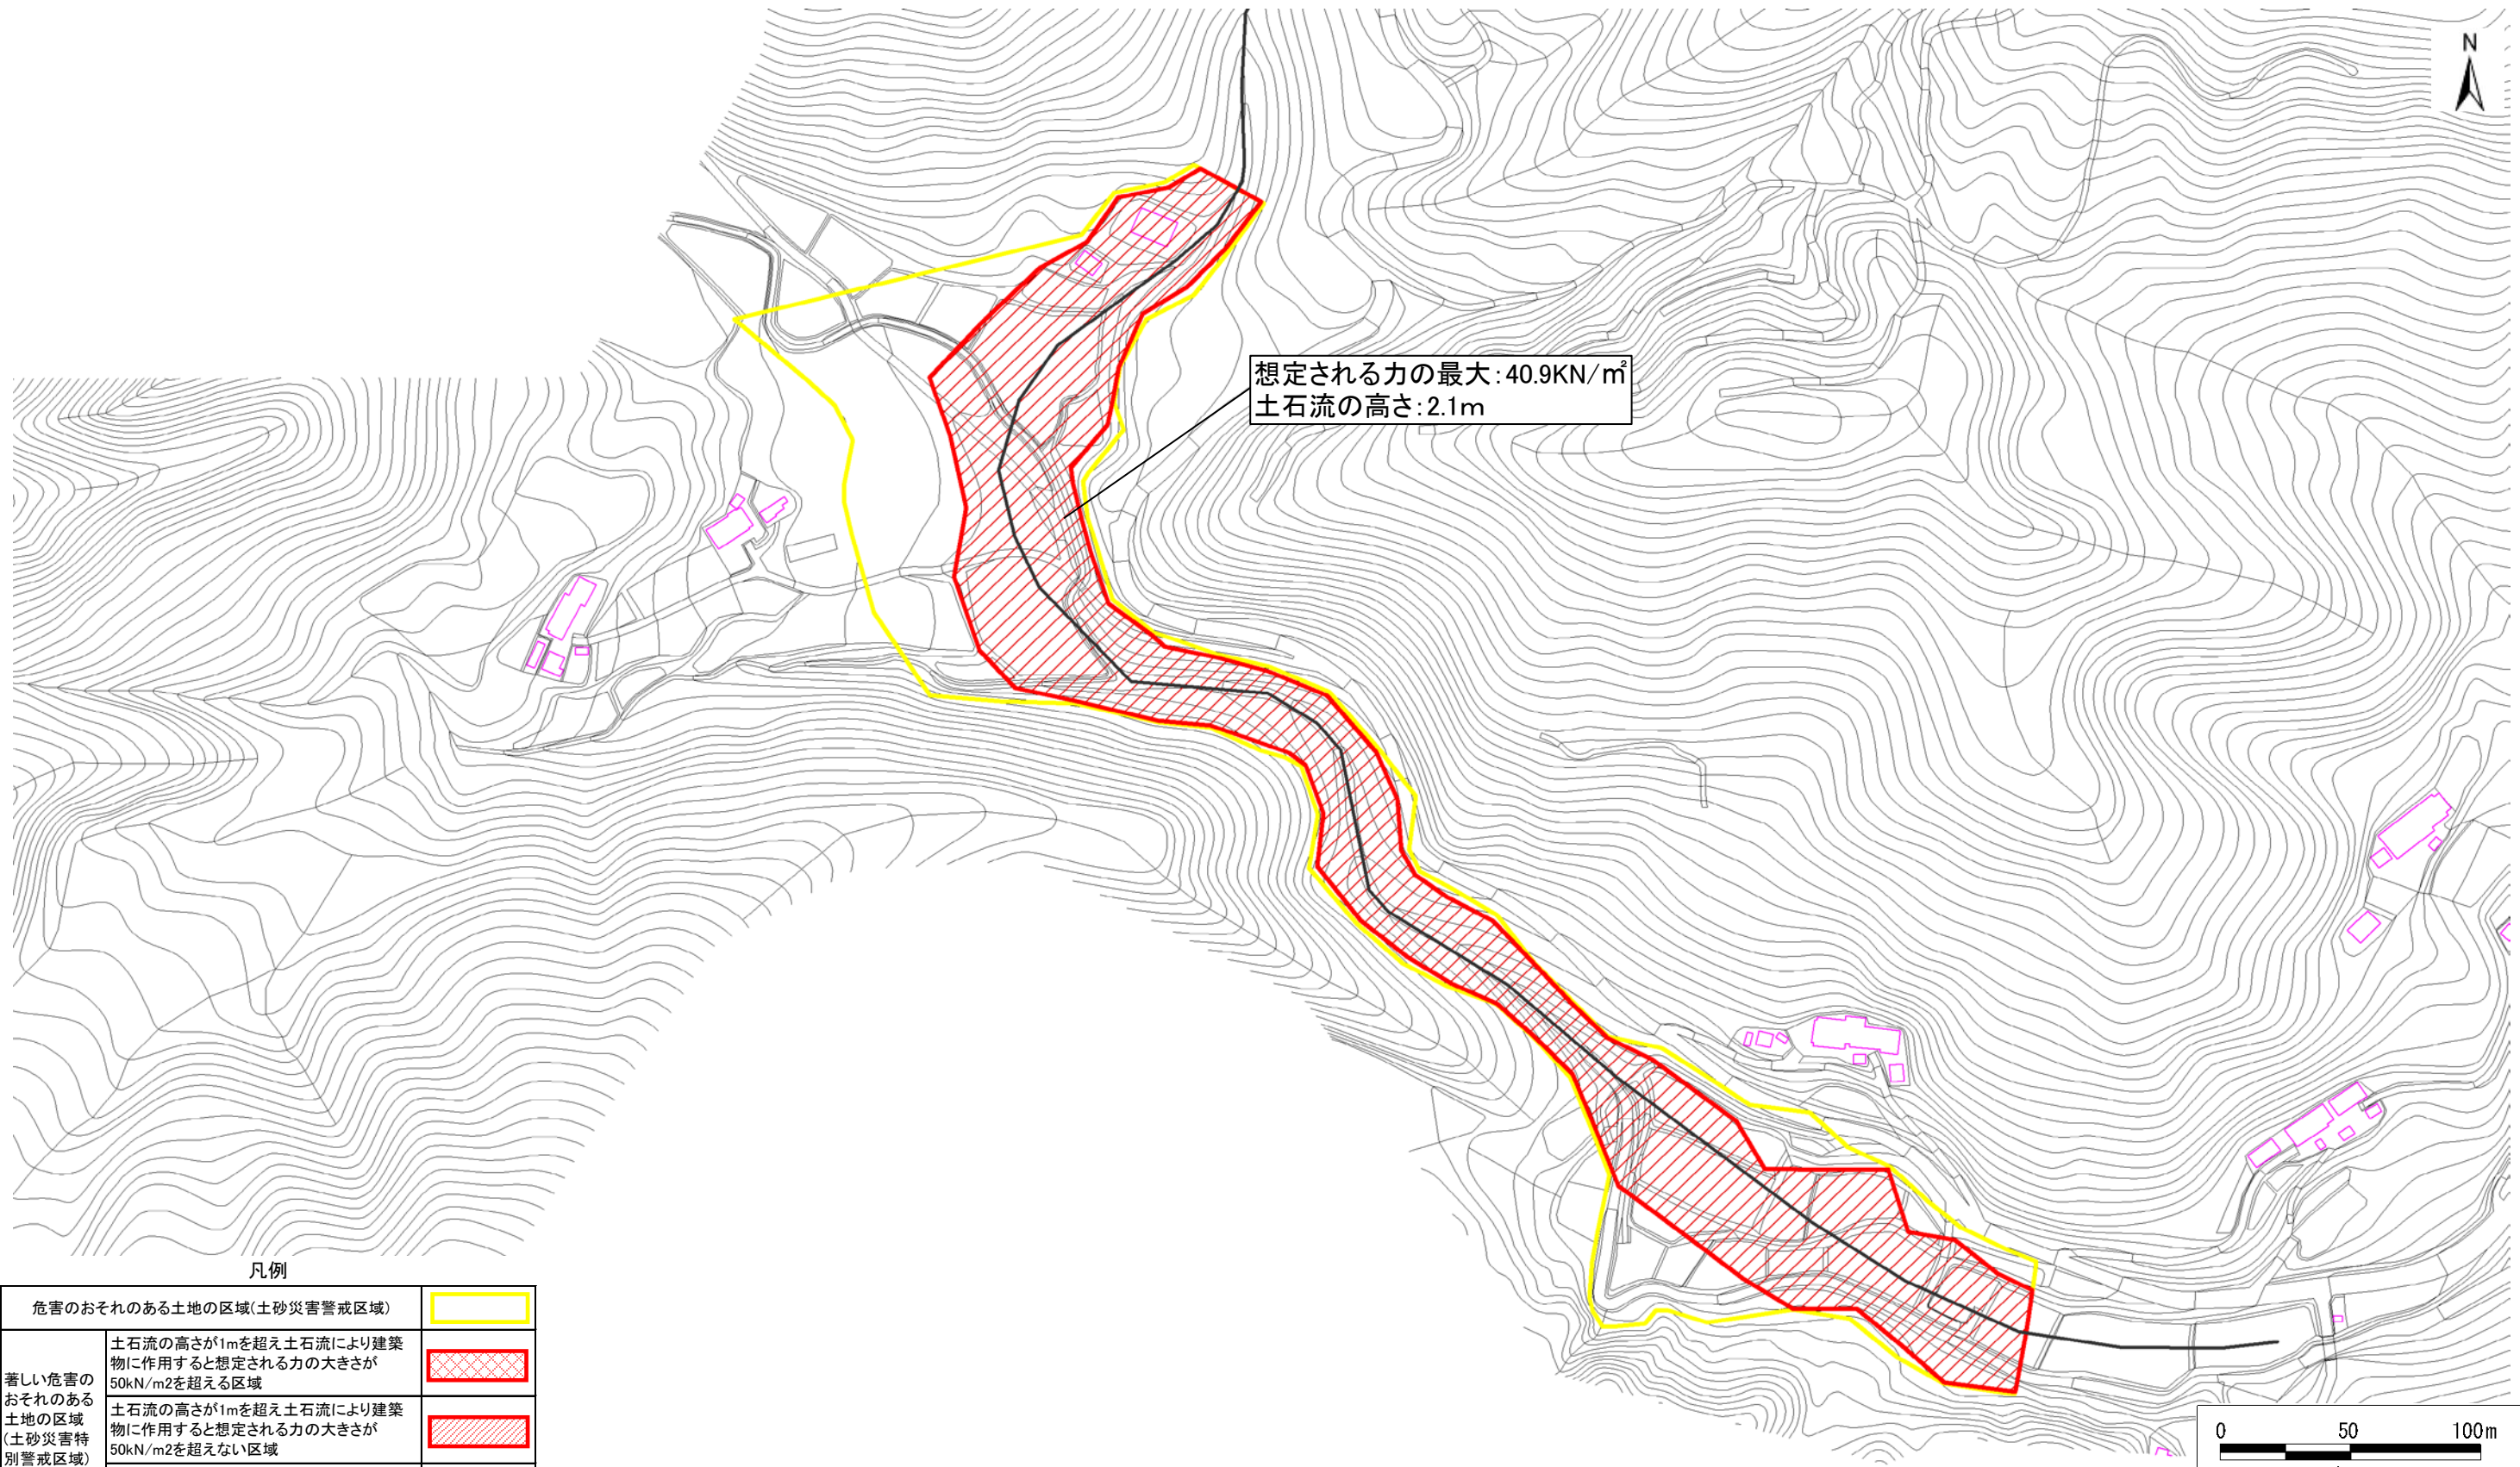 N
想定される力の最大:40.9KN/㎡
土石流の高さ:2.1m
凡例
危害のおそれのある土地の区域(土砂災害警戒区域)
著しい危害の
おそれのある
土地の区域
(土砂災害特
別警戒区域)
土石流の高さが1mを超え土石流により建築
物に作用すると想定される力の大きさが
50kN/m2を超える区域
土石流の高さが1mを超え土石流により建築
物に作用すると想定される力の大きさが
50kN/m2を超えない区域
0 50 100m